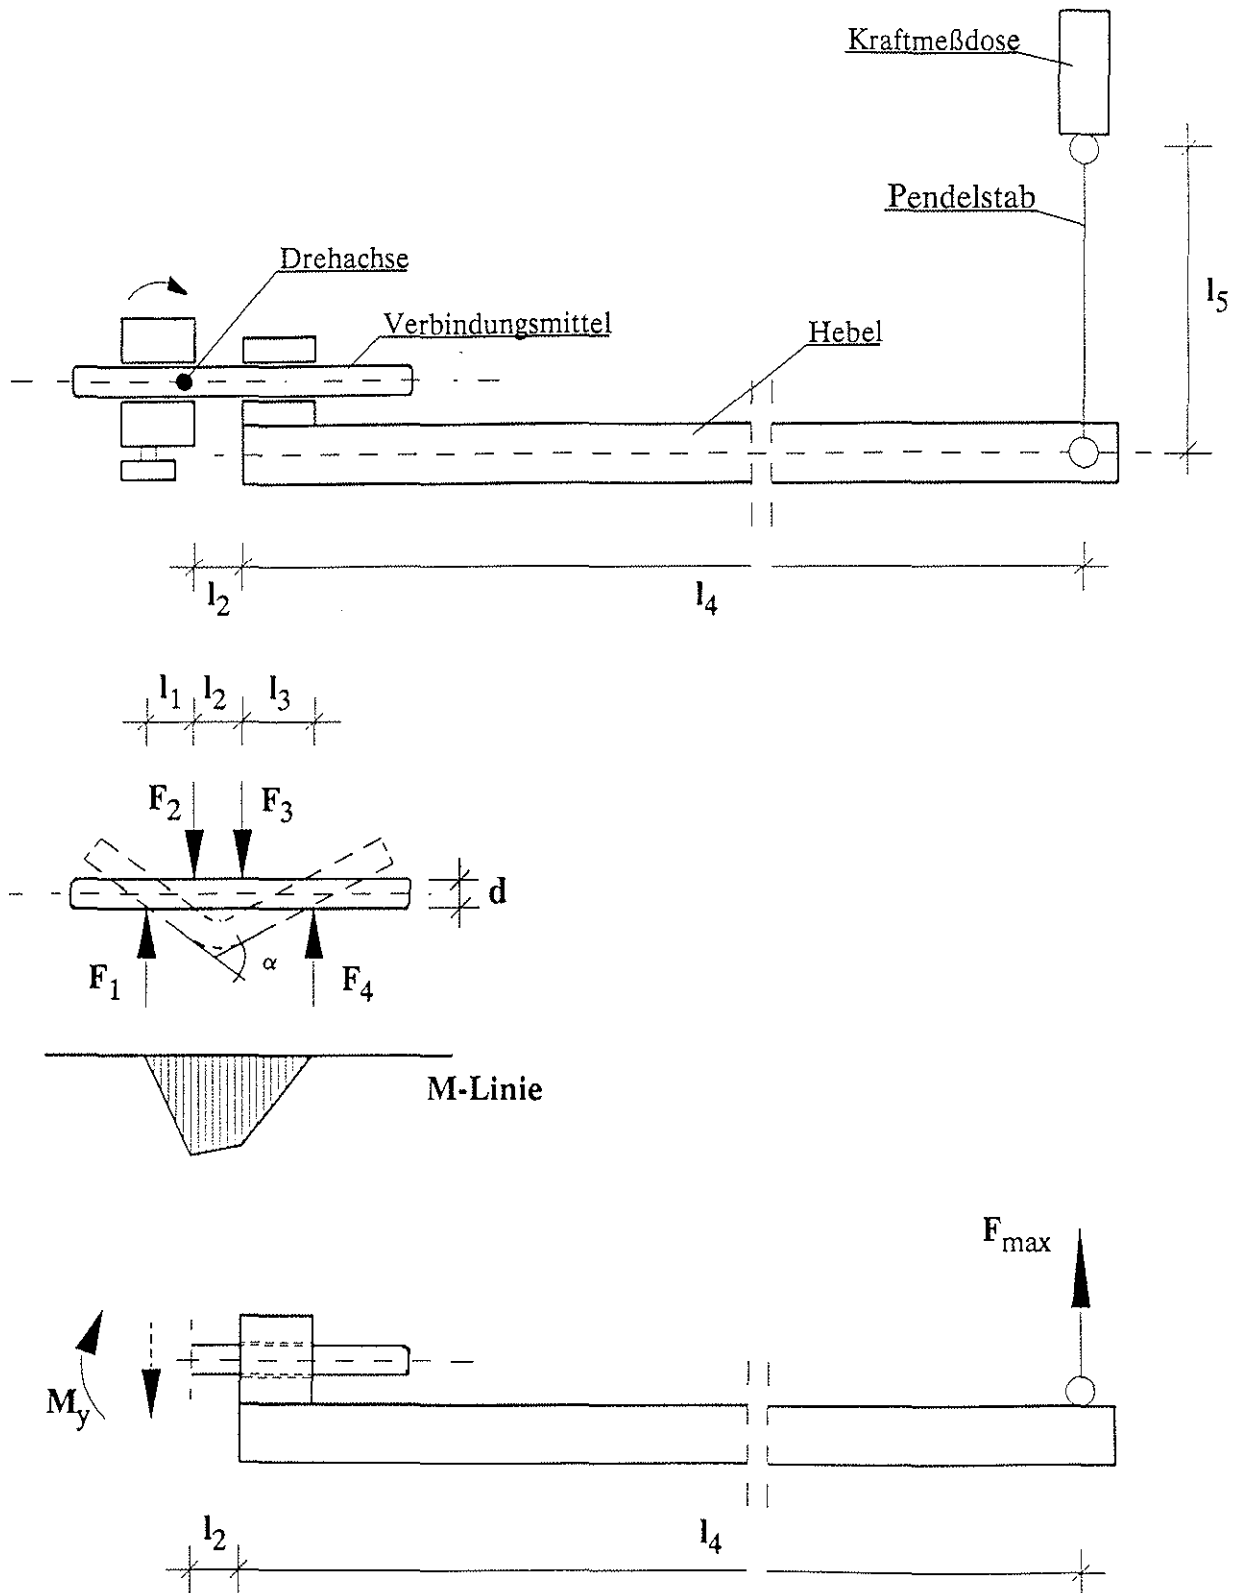 Kraftmeßdose
Pendelstab
l5
Drehachse
Verbindungsmittel
Hebel
l2
l4
l1 l2 l3
F2 F3
d
F1 α F4
M-Linie
Fmax
My
l2
l4